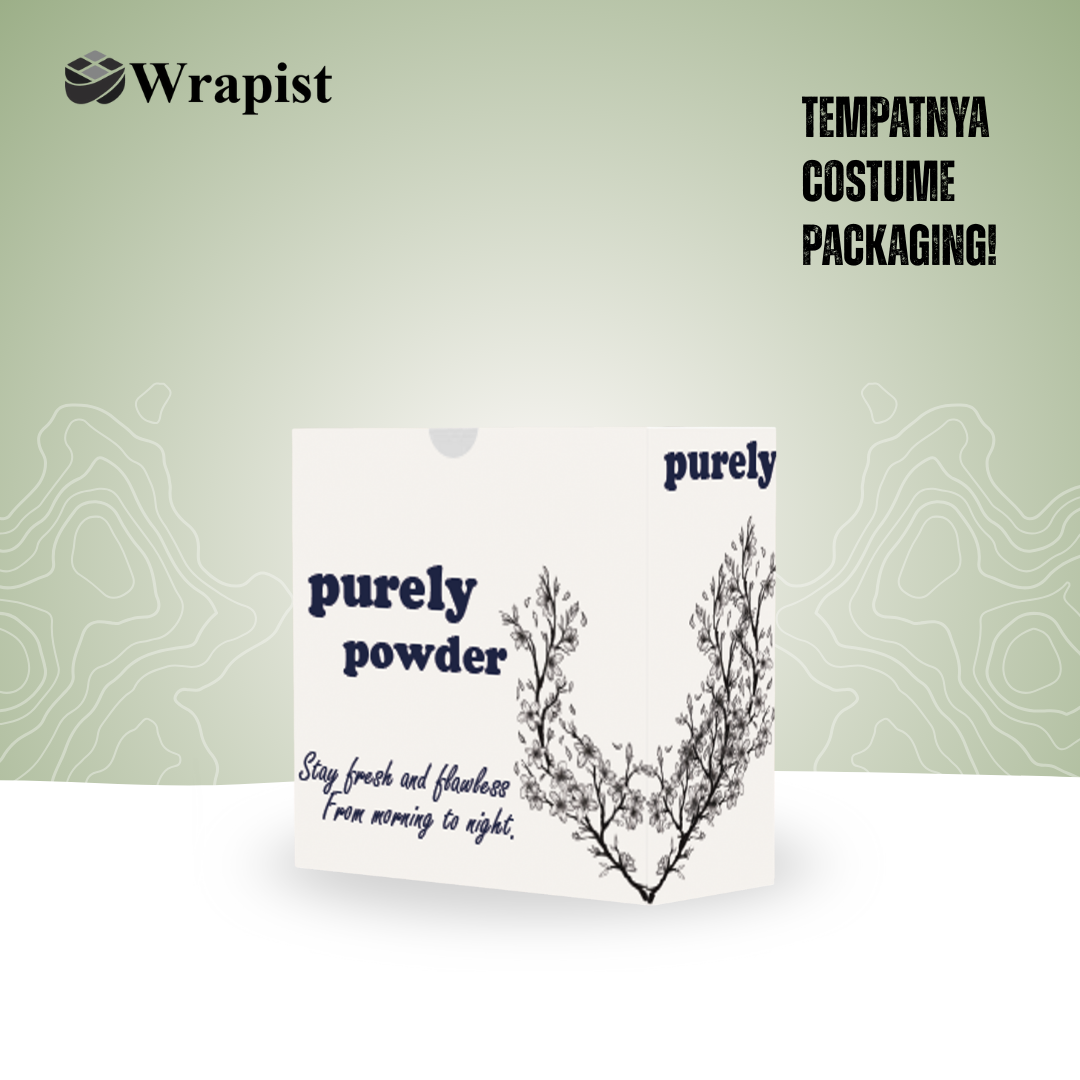 Wrapist
TEMPATNYA
COSTUME
PACKAGING!
purely
powder
Stay fresh and flawless
From morning to night.
purely